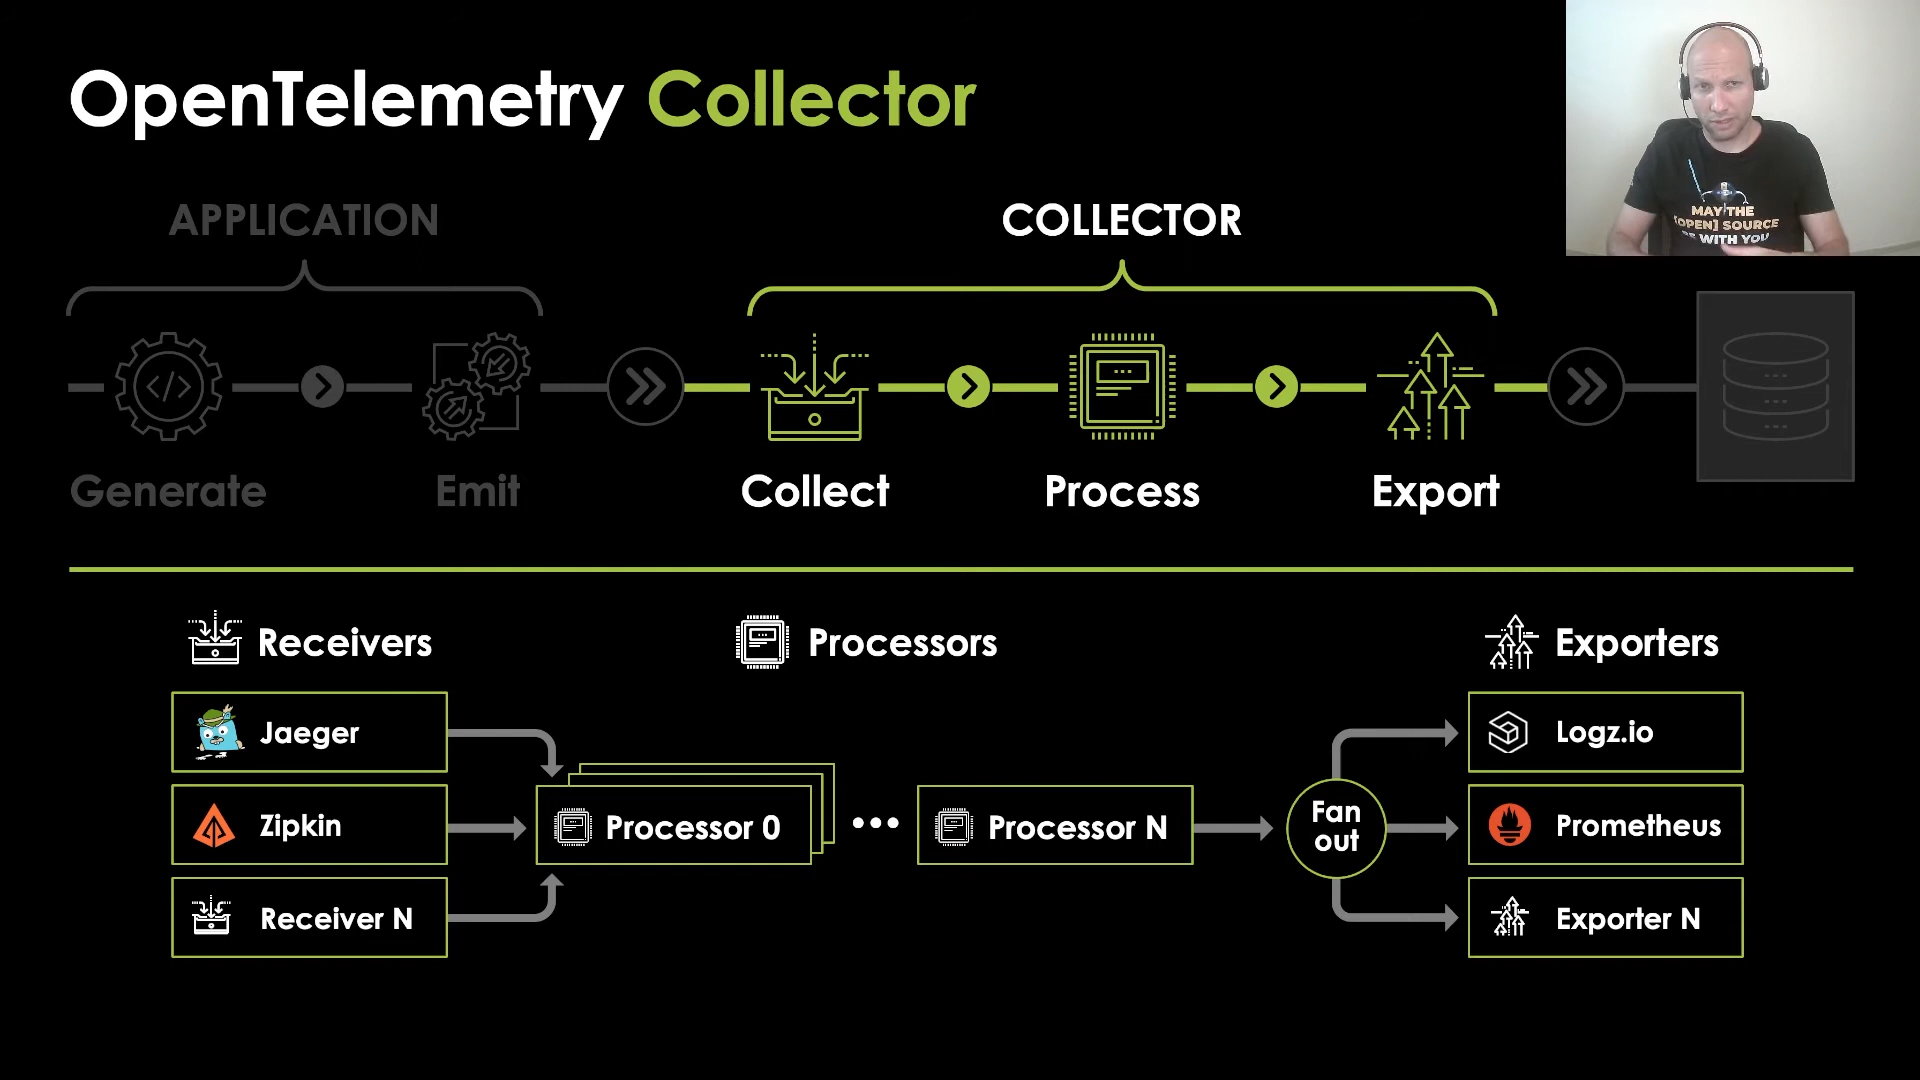 OpenTelemetry Collector
MAY THE
[OPEN] SOURCE
BE WITH YOU
APPLICATION
COLLECTOR
Generate
Emit
Collect
Process
Export
Receivers
Processors
Exporters
Jaeger
Zipkin
Receiver N
Processor 0
Processor N
Fan
out
Logz.io
Prometheus
Exporter N